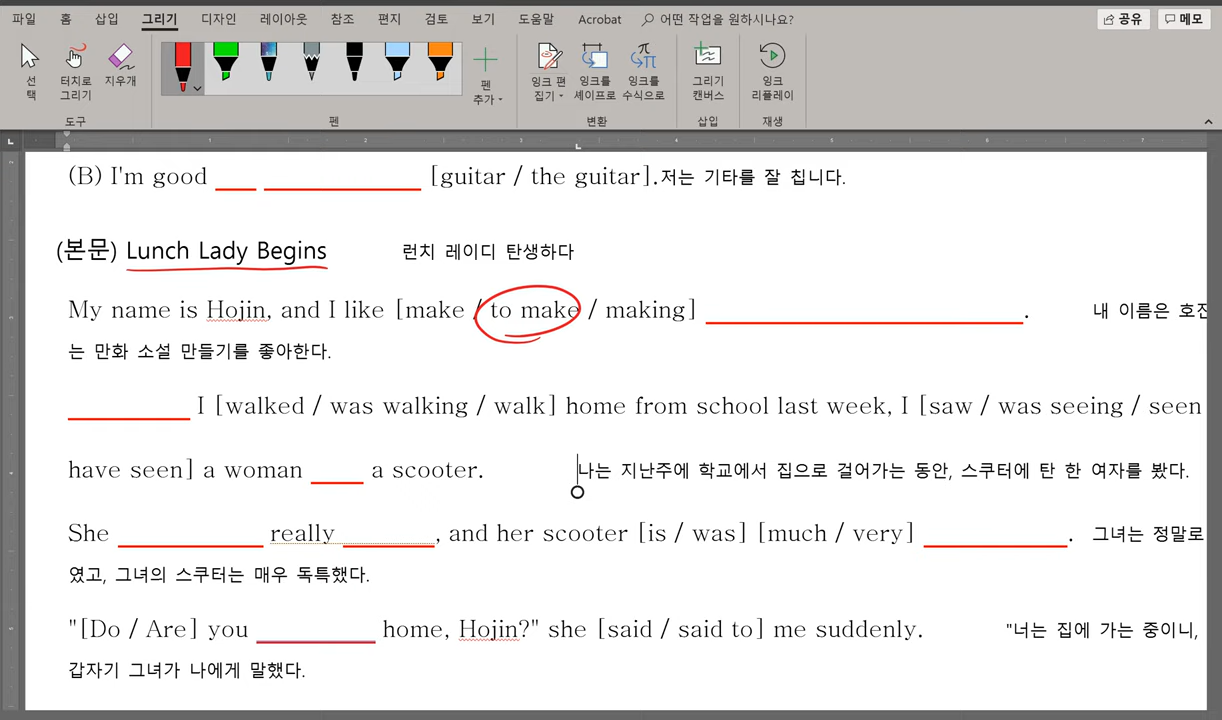 파일 홈 삽입 그리기 디자인 레이아웃 참조 편지 검토 보기 도움말 Acrobat 어떤 작업을 원하시나요? 공유 메모
선택 터치로 그리기 지우개 펜 추가 잉크 편집기 잉크를 셰이프로 잉크를 수식으로 그리기 캔버스 잉크 리플레이
도구 펜 변환 삽입 재생
(B) I'm good ____ ____ [guitar / the guitar].저는 기타를 잘 칩니다.
(본문) Lunch Lady Begins 런치 레이디 탄생하다
My name is Hojin, and I like [make / to make / making] ____. 내 이름은 호진
는 만화 소설 만들기를 좋아한다.
____ I [walked / was walking / walk] home from school last week, I [saw / was seeing / seen
have seen] a woman ____ a scooter. 나는 지난주에 학교에서 집으로 걸어가는 동안, 스쿠터에 탄 한 여자를 봤다.
She ____ really ____, and her scooter [is / was] [much / very] ____. 그녀는 정말로
였고, 그녀의 스쿠터는 매우 독특했다.
"[Do / Are] you ____ home, Hojin?" she [said / said to] me suddenly. "너는 집에 가는 중이니,
갑자기 그녀가 나에게 말했다.